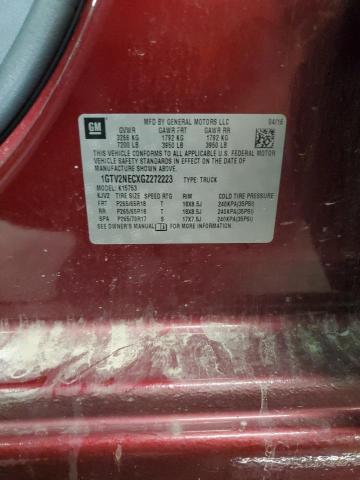 GM
MFD BY GENERAL MOTORS LLC 04/16
GVWR GAWR FRT GAWR RR
3266 KG 1792 KG 1792 KG
7200 LB 3950 LB 3950 LB
THIS VEHICLE CONFORMS TO ALL APPLICABLE U.S. FEDERAL MOTOR
VEHICLE SAFETY STANDARDS IN EFFECT ON THE DATE OF
MANUFACTURE SHOWN ABOVE.
1GTV2NECXGZ272223 TYPE: TRUCK
MODEL: K15753
TIRE SIZE SPEED RTG RIM COLD TIRE PRESSURE
FRT P265/65R18 T 18X8.5J 240KPA(35PSI)
RR P265/65R18 T 18X8.5J 240KPA(35PSI)
SPA P265/70R17 S 17X7.5J 240KPA(35PSI)
SEE OWNER'S MANUAL FOR ADDITIONAL INFORMATION.